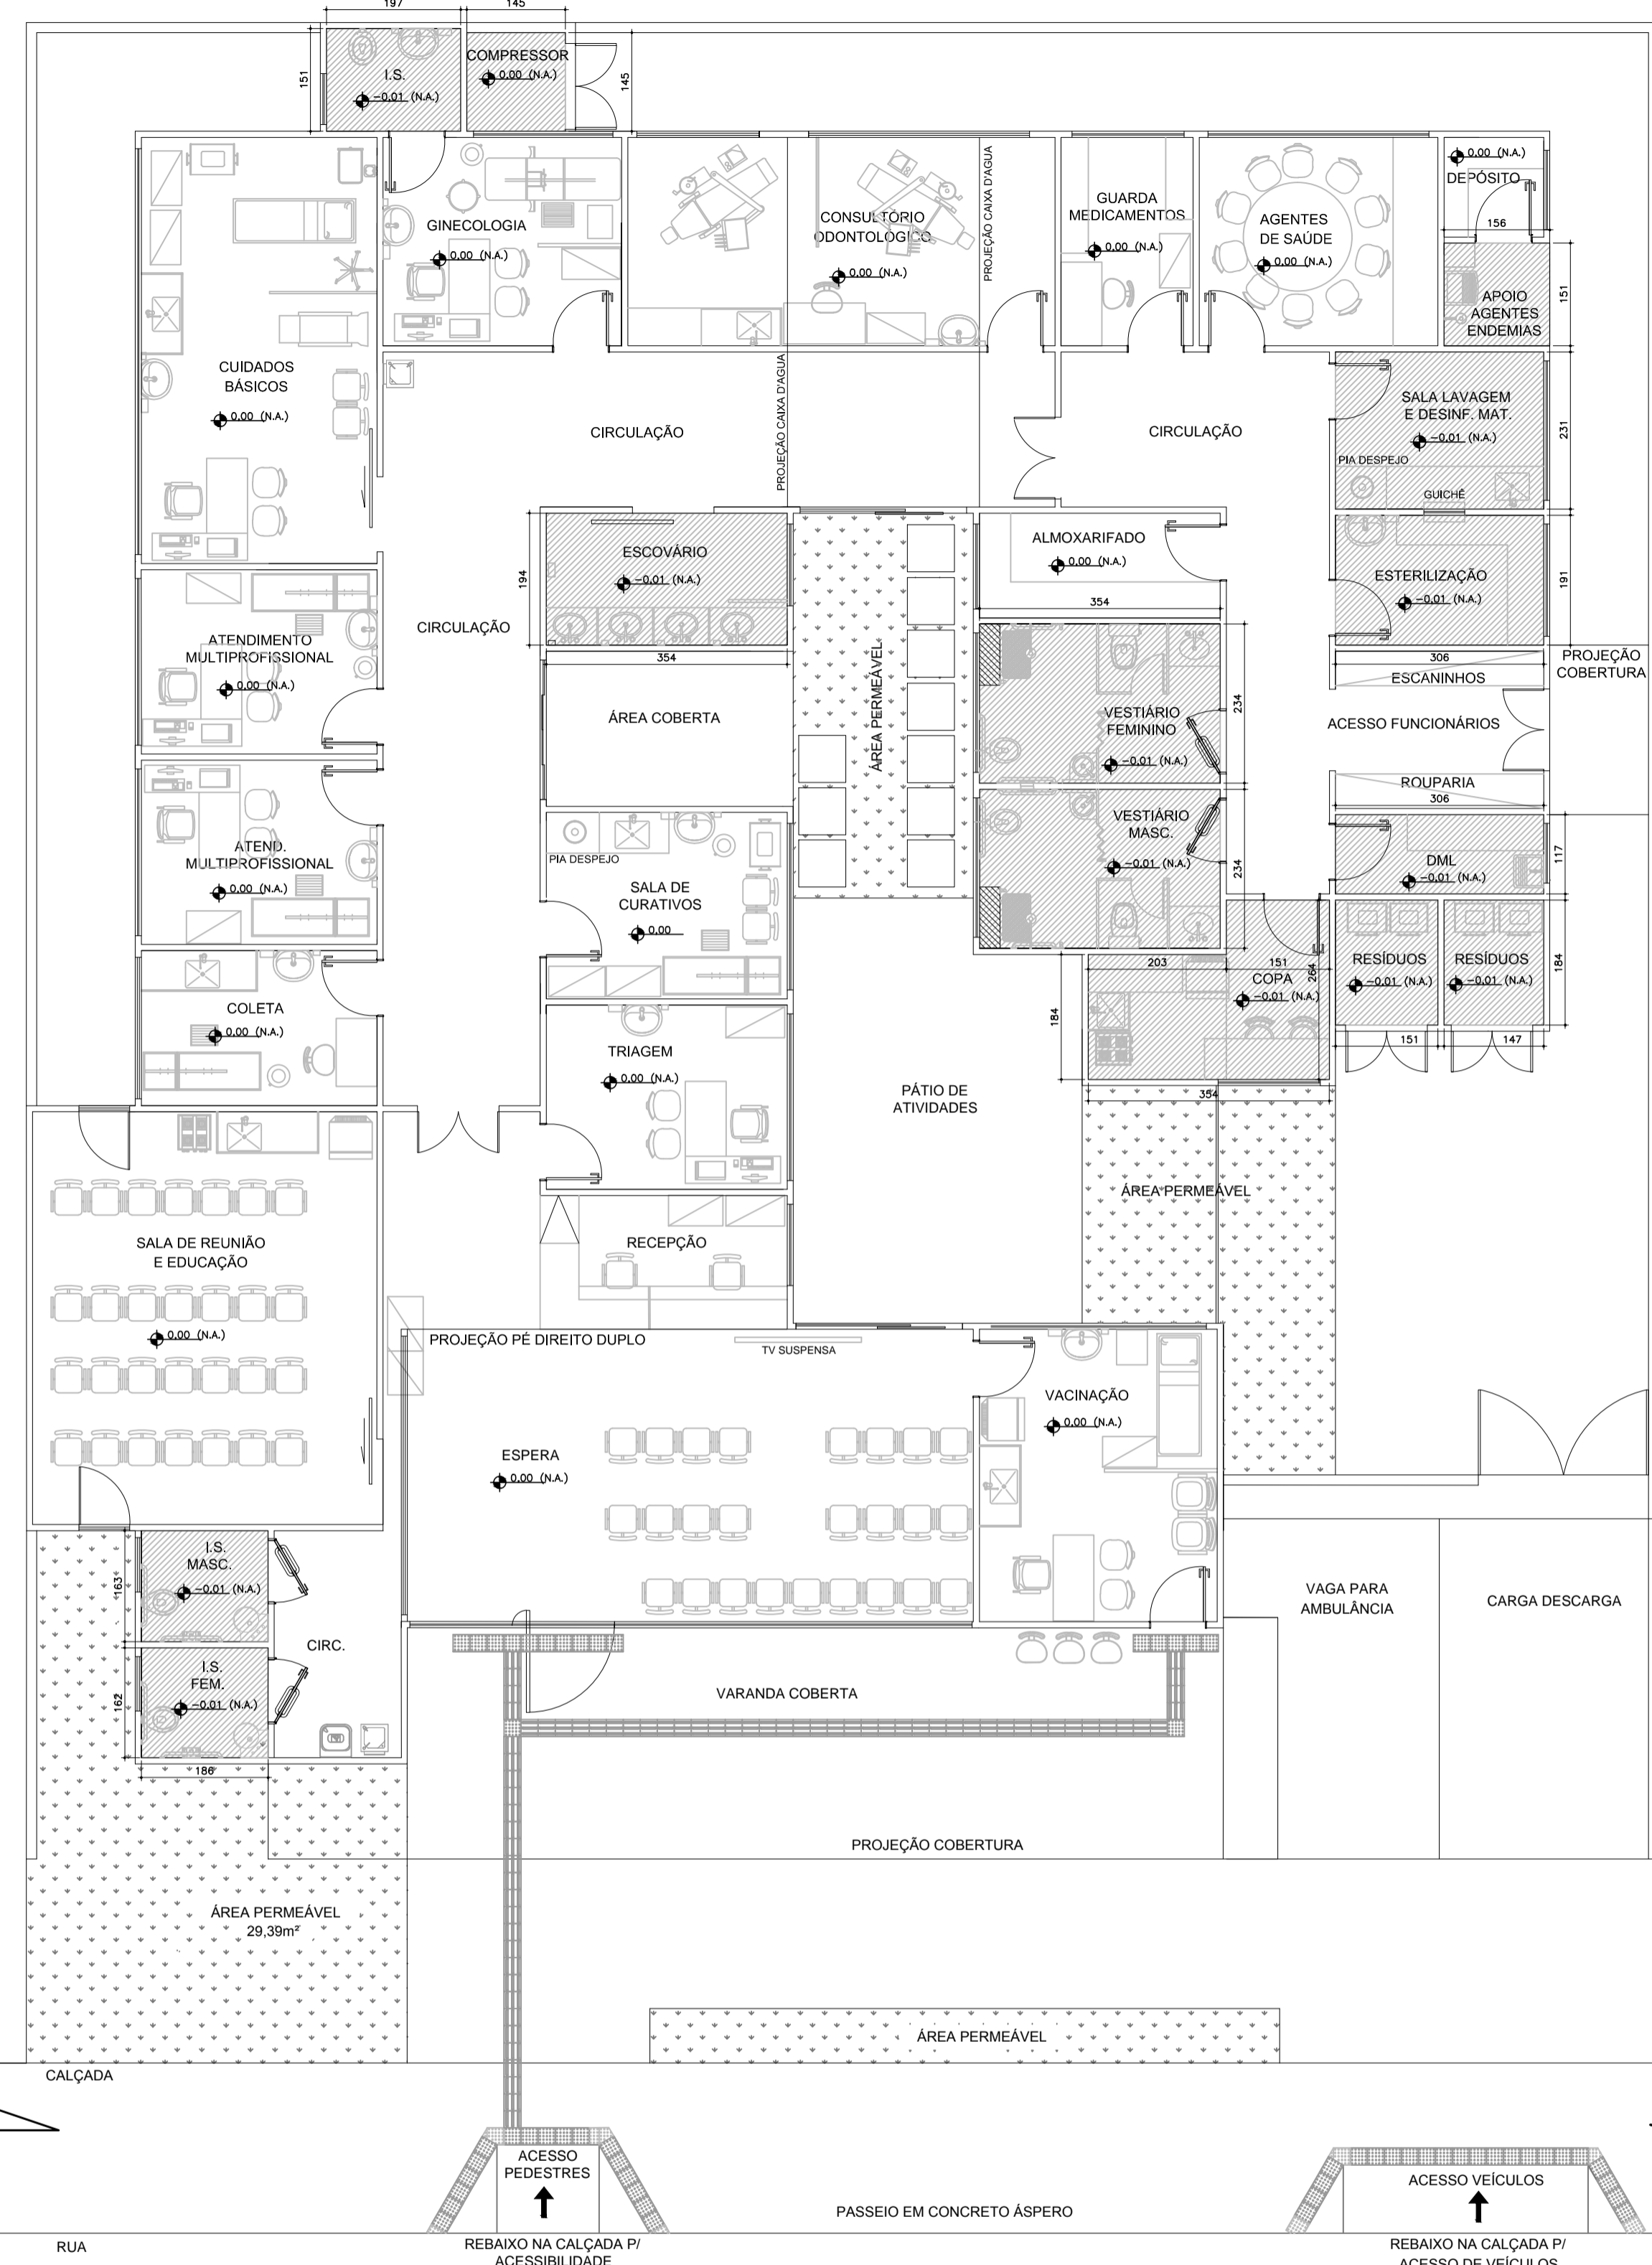 197
145
151
I.S.
-0.01 (N.A.)
COMPRESSOR
0.00 (N.A.)
145
GINECOLOGIA
0.00 (N.A.)
CONSULTÓRIO
ODONTOLÓGICO
0.00 (N.A.)
PROJEÇÃO CAIXA D'AGUA
GUARDA
MEDICAMENTOS
0.00 (N.A.)
AGENTES
DE SAÚDE
0.00 (N.A.)
0.00 (N.A.)
DEPÓSITO
156
APOIO
AGENTES
ENDEMIAS
151
CUIDADOS
BÁSICOS
0.00 (N.A.)
CIRCULAÇÃO
PROJEÇÃO CAIXA D'AGUA
CIRCULAÇÃO
SALA LAVAGEM
E DESINF. MAT.
-0.01 (N.A.)
PIA DESPEJO
GUICHÊ
231
ESCOVÁRIO
-0.01 (N.A.)
194
354
ALMOXARIFADO
0.00 (N.A.)
354
ESTERILIZAÇÃO
-0.01 (N.A.)
191
CIRCULAÇÃO
ATENDIMENTO
MULTIPROFISSIONAL
0.00 (N.A.)
ÁREA COBERTA
ÁREA PERMEÁVEL
VESTIÁRIO
FEMININO
-0.01 (N.A.)
234
306
ESCANINHOS
PROJEÇÃO
COBERTURA
ACESSO FUNCIONÁRIOS
ROUPARIA
306
ATEND.
MULTIPROFISSIONAL
0.00 (N.A.)
PIA DESPEJO
SALA DE
CURATIVOS
0.00
VESTIÁRIO
MASC.
-0.01 (N.A.)
234
DML
-0.01 (N.A.)
117
COLETA
0.00 (N.A.)
TRIAGEM
0.00 (N.A.)
203
151
264
COPA
-0.01 (N.A.)
184
354
RESÍDUOS
-0.01 (N.A.)
RESÍDUOS
-0.01 (N.A.)
184
151
147
PÁTIO DE
ATIVIDADES
ÁREA PERMEÁVEL
SALA DE REUNIÃO
E EDUCAÇÃO
0.00 (N.A.)
RECEPÇÃO
PROJEÇÃO PÉ DIREITO DUPLO
TV SUSPENSA
ESPERA
0.00 (N.A.)
VACINAÇÃO
0.00 (N.A.)
I.S.
MASC.
-0.01 (N.A.)
163
CIRC.
I.S.
FEM.
-0.01 (N.A.)
162
186
VAGA PARA
AMBULÂNCIA
CARGA DESCARGA
VARANDA COBERTA
PROJEÇÃO COBERTURA
ÁREA PERMEÁVEL
29,39m²
ÁREA PERMEÁVEL
CALÇADA
ACESSO
PEDESTRES
PASSEIO EM CONCRETO ÁSPERO
ACESSO VEÍCULOS
RUA
REBAIXO NA CALÇADA P/
ACESSIBILIDADE
REBAIXO NA CALÇADA P/
ACESSO DE VEÍCULOS